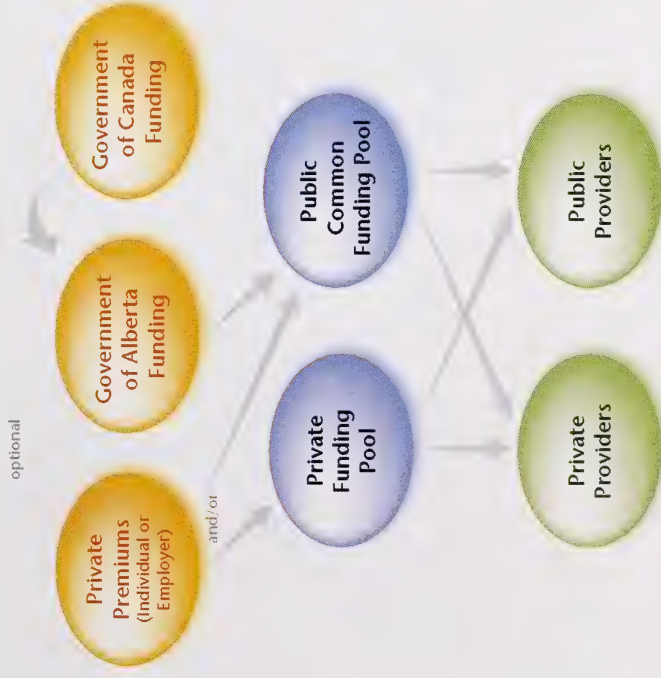 optional
Private
Premiums
(Individual or
Employer)
Government
of Alberta
Funding
Government
of Canada
Funding
and/or
Private
Funding
Pool
Public
Common
Funding Pool
Private
Providers
Public
Providers